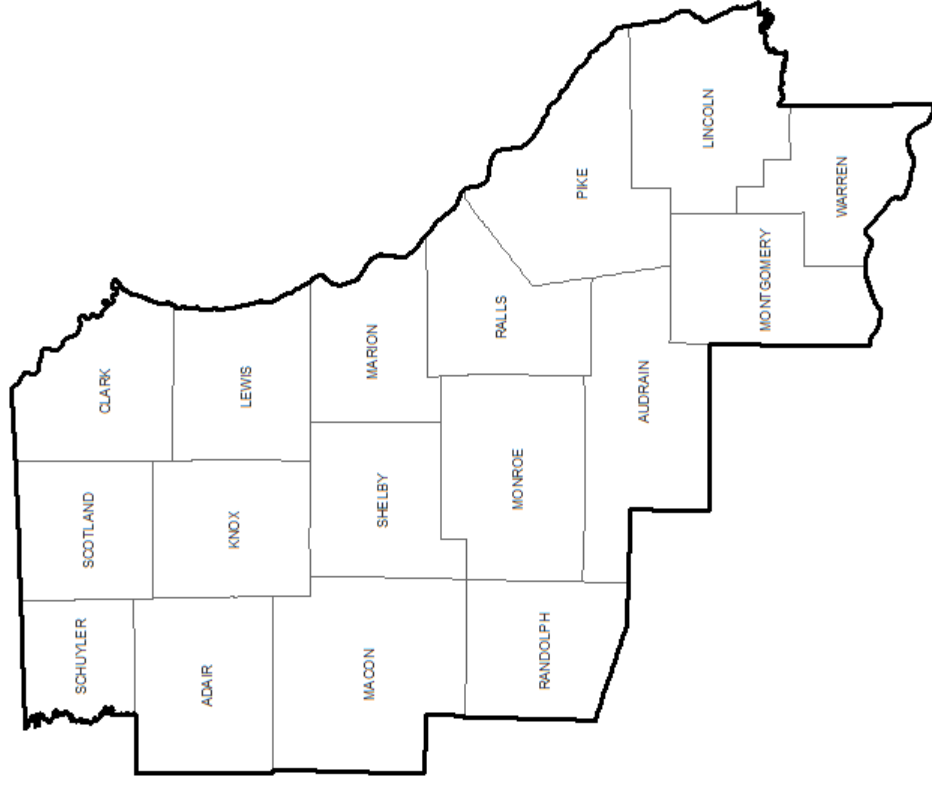 SCHUYLER
SCOTLAND
CLARK
ADAIR
KNOX
LEWIS
MACON
SHELBY
MARION
RANDOLPH
MONROE
RALLS
AUDRAIN
PIKE
MONTGOMERY
LINCOLN
WARREN